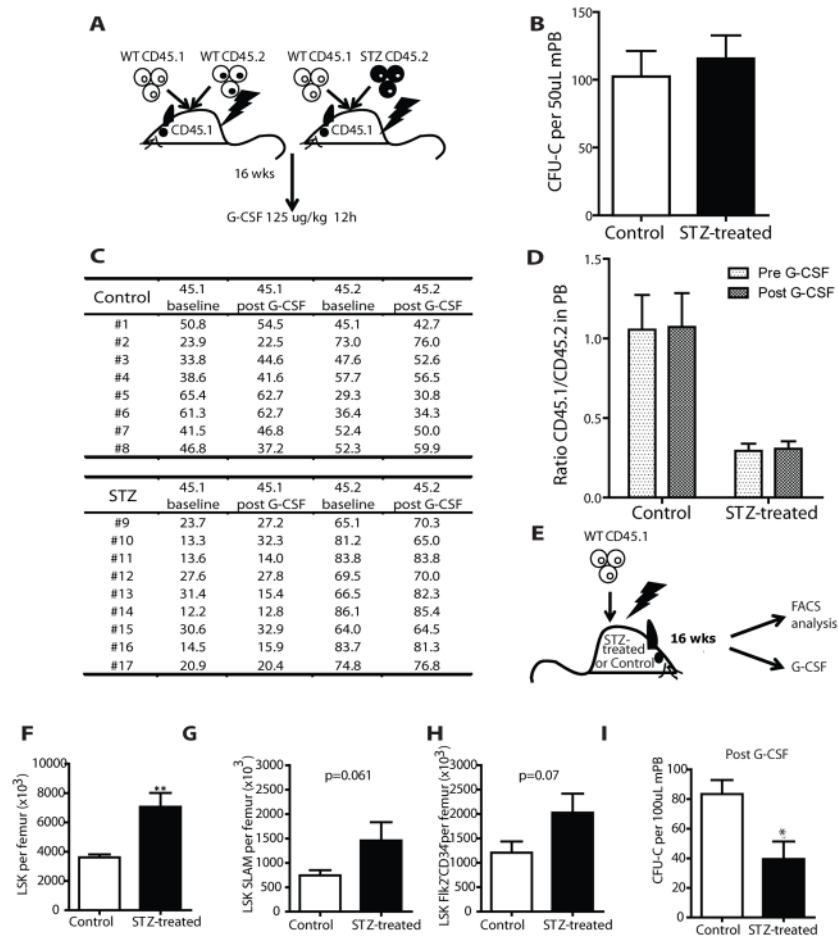 A
WT CD45.1 WT CD45.2 WT CD45.1 STZ CD45.2
CD45.1 CD45.1
16 wks
G-CSF 125 ug/kg 12h
B
CFU-C per 50uL mPB
150
100
50
0
Control STZ-treated
C
Control 45.1 baseline 45.1 post G-CSF 45.2 baseline 45.2 post G-CSF
#1 50.8 54.5 45.1 42.7
#2 23.9 22.5 73.0 76.0
#3 33.8 44.6 47.6 52.6
#4 38.6 41.6 57.7 56.5
#5 65.4 62.7 29.3 30.8
#6 61.3 62.7 36.4 34.3
#7 41.5 46.8 52.4 50.0
#8 46.8 37.2 52.3 59.9
STZ 45.1 baseline 45.1 post G-CSF 45.2 baseline 45.2 post G-CSF
#9 23.7 27.2 65.1 70.3
#10 13.3 32.3 81.2 65.0
#11 13.6 14.0 83.8 83.8
#12 27.6 27.8 69.5 70.0
#13 31.4 15.4 66.5 82.3
#14 12.2 12.8 86.1 85.4
#15 30.6 32.9 64.0 64.5
#16 14.5 15.9 83.7 81.3
#17 20.9 20.4 74.8 76.8
D
Ratio CD45.1/CD45.2 in PB
1.5
1.0
0.5
0.0
Pre G-CSF
Post G-CSF
Control STZ-treated
E
WT CD45.1
STZ-
treated
or Control
16 wks
FACS
analysis
G-CSF
F
LSK per femur (x10³)
10000
8000
6000
4000
2000
0
**
Control STZ-treated
G
LSK SLAM per femur (x10³)
3000
2500
2000
1500
1000
500
0
p=0.061
Control STZ-treated
H
LSK Flk2⁻CD34⁻ per femur (x10³)
3000
2500
2000
1500
1000
500
0
p=0.07
Control STZ-treated
I
Post G-CSF
CFU-C per 100uL mPB
100
80
60
40
20
0
*
Control STZ-treated